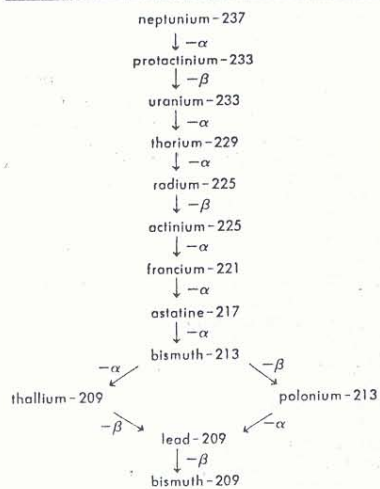 neptunium-237
-α
protactinium-233
-β
uranium-233
-α
thorium-229
-α
radium-225
-β
actinium-225
-α
francium-221
-α
astatine-217
-α
bismuth-213
-α -β
thallium-209 polonium-213
-β -α
lead-209
-β
bismuth-209